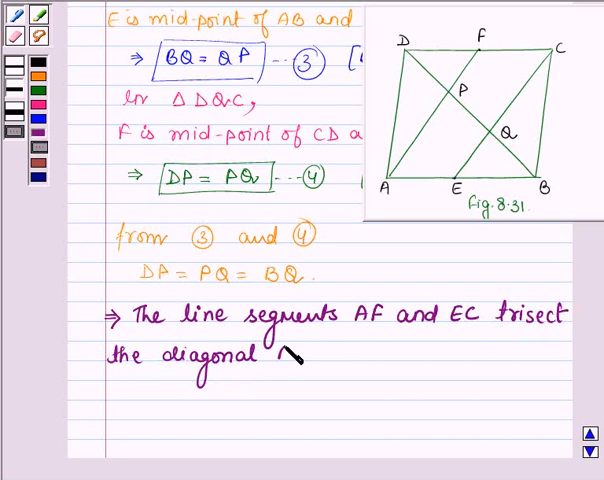 E is mid-point of AB and
⇒ BQ = QP ---- ③ [
In Δ DQC,
F is mid-point of CD a
⇒ DP = PQ ---- ④
from ③ and ④
DP = PQ = BQ.
⇒ The line segments AF and EC trisect
the diagonal
D F C
P
Q
A E B
Fig. 8.31.